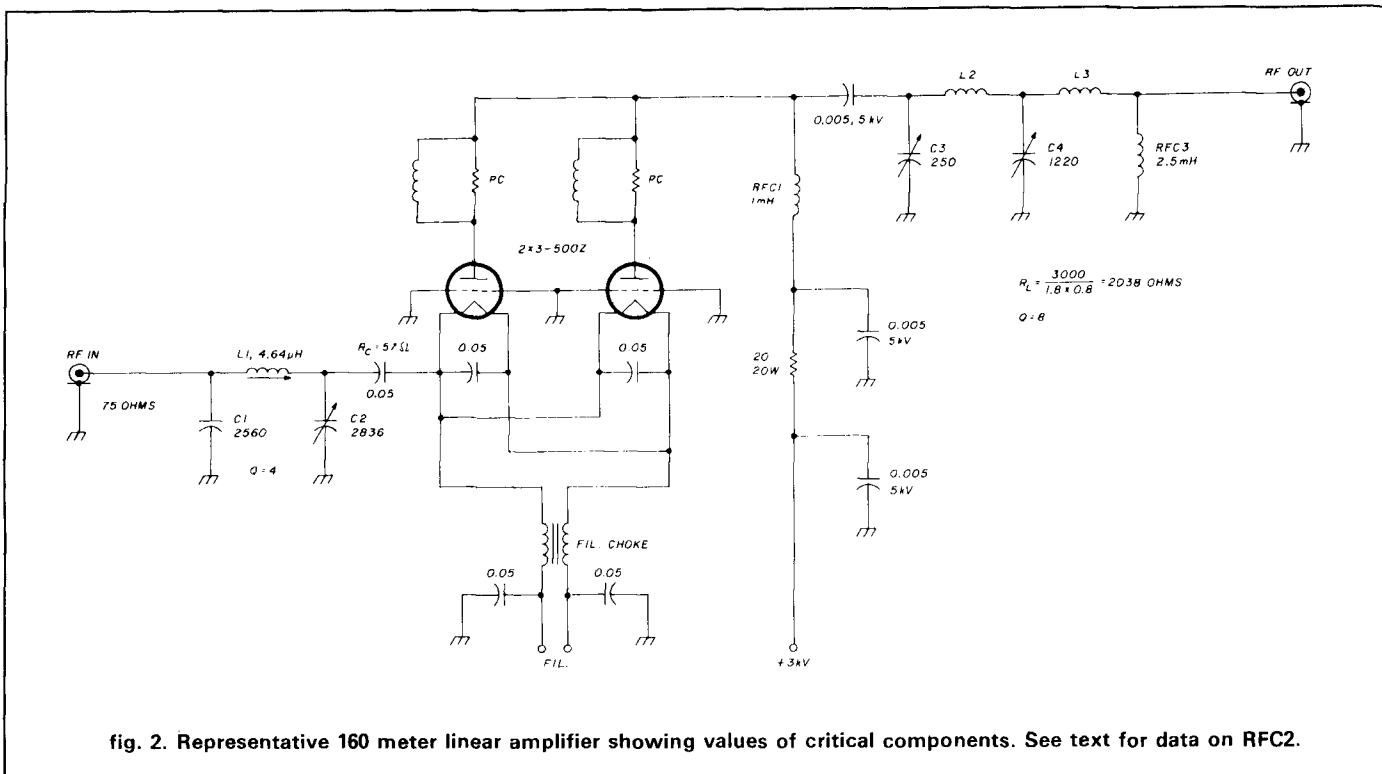 RF IN
75 OHMS
C1
2560
L1, 4.64µH
Q=4
C2
2836
R_C = 57Ω
0.05
0.05
0.05
PC
PC
2x3-500Z
FIL. CHOKE
0.05
0.05
FIL.
0.005, 5kV
RFC1
1mH
20
20W
0.005
5kV
0.005
5kV
+3kV
C3
250
L2
C4
1220
L3
RFC3
2.5mH
RF OUT
R_L = 3000 / 1.8 x 0.8 = 2038 OHMS
Q=8
fig. 2. Representative 160 meter linear amplifier showing values of critical components. See text for data on RFC2.